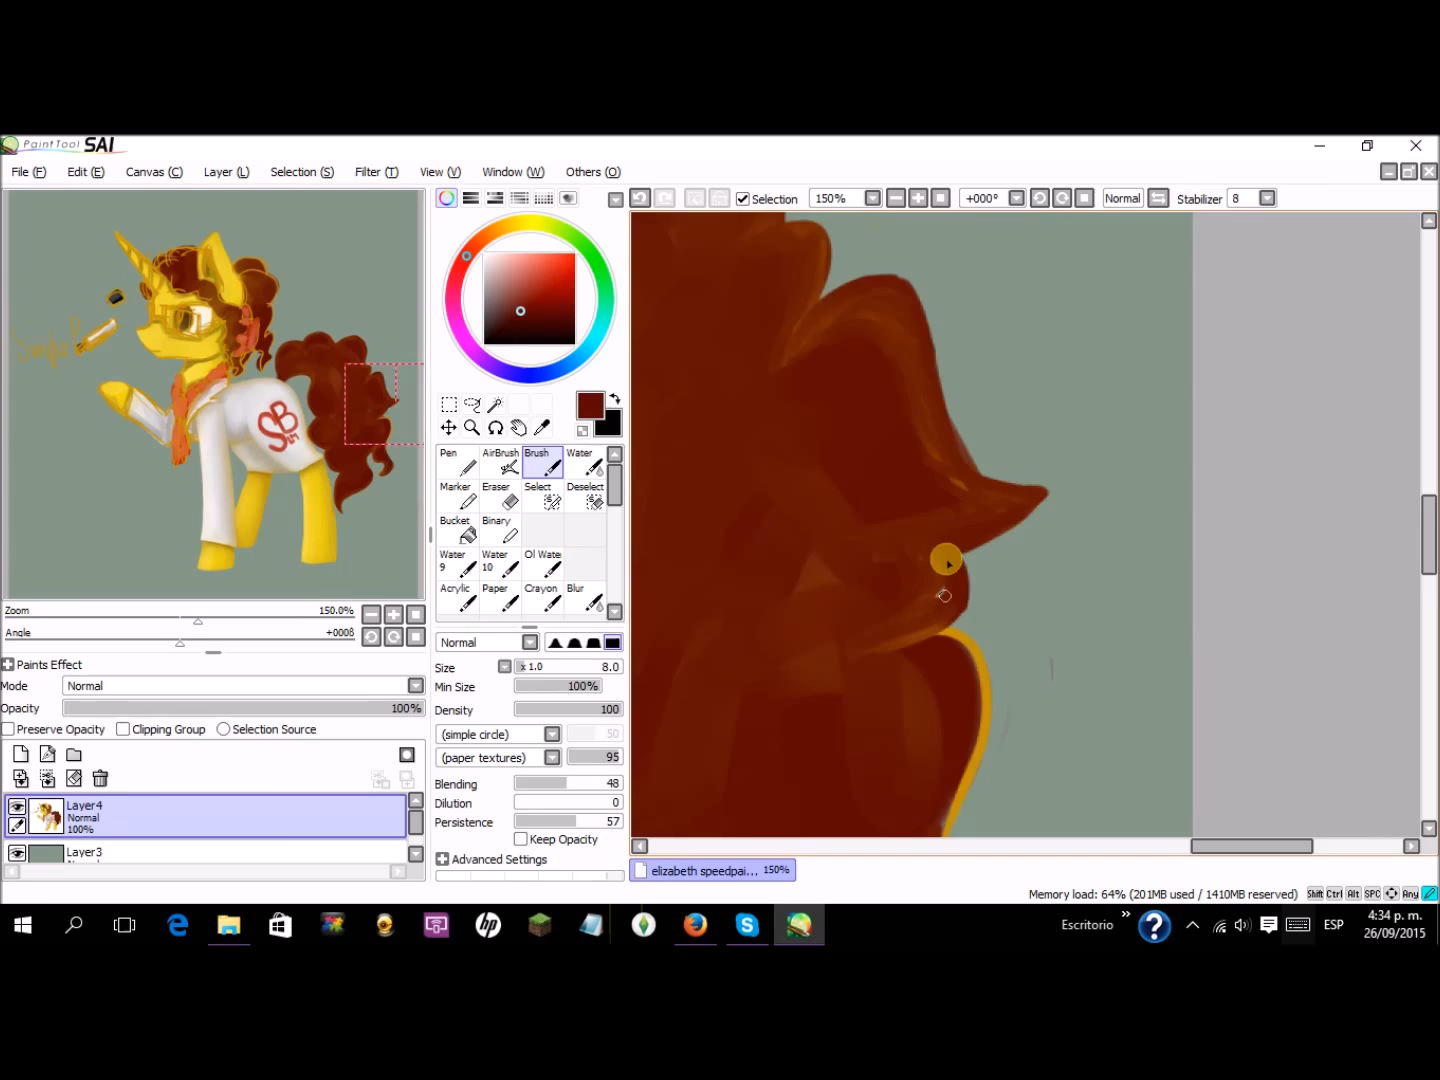 PaintTool SAI
File (F) Edit (E) Canvas (C) Layer (L) Selection (S) Filter (T) View (V) Window (W) Others (O)
Selection 150% +000° Normal Stabilizer 8
SB
Zoom 150.0%
Angle +000§
Paints Effect
Mode Normal
Opacity 100%
Preserve Opacity Clipping Group Selection Source
Layer4
Normal
100%
Layer3
Pen AirBrush Brush Water
Marker Eraser Select Deselect
Bucket Binary
Water 9 Water 10 Ol Wate
Acrylic Paper Crayon Blur
Normal
Size x 1.0 8.0
Min Size 100%
Density 100
(simple circle) 50
(paper textures) 95
Blending 48
Dilution 0
Persistence 57
Keep Opacity
Advanced Settings
elizabeth speedpai... 150%
Memory load: 64% (201MB used / 1410MB reserved) Shift Ctrl Alt SPC Any
Escritorio » ESP 4:34 p. m.
26/09/2015